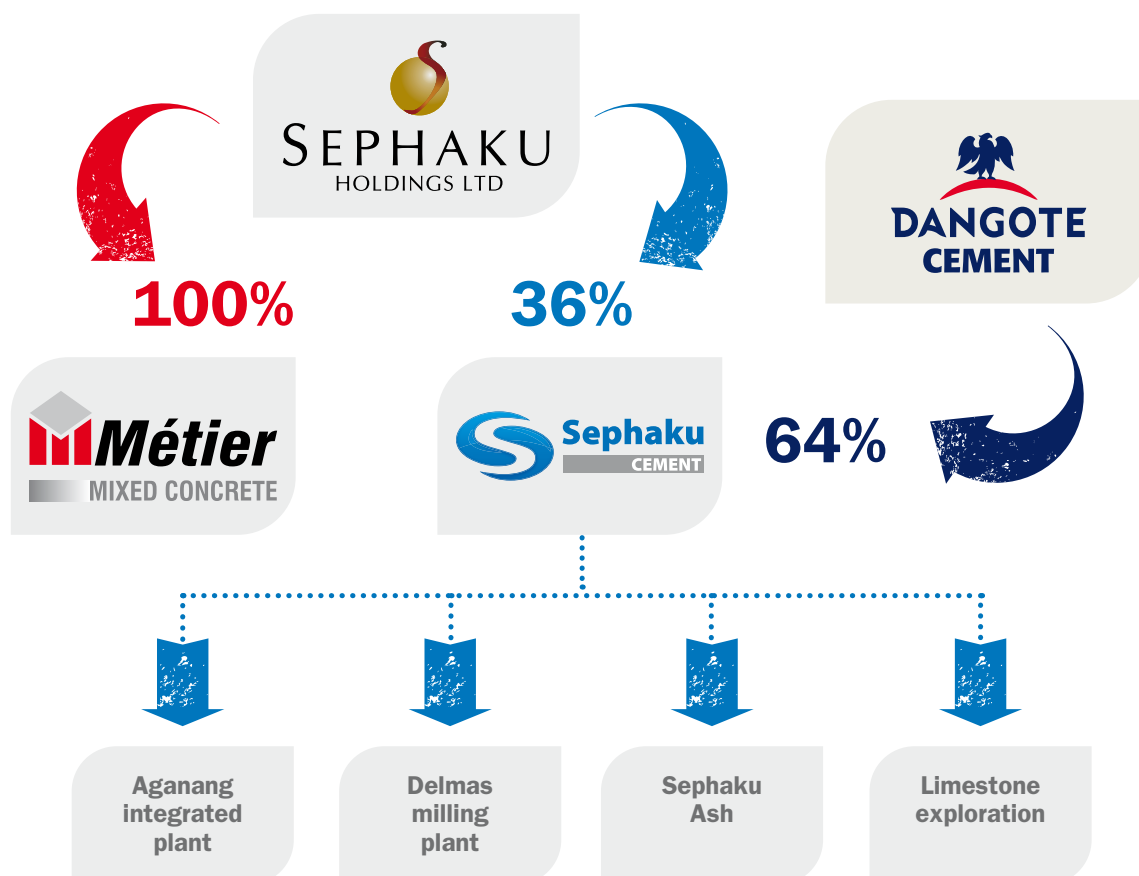 SEPHAKU
HOLDINGS LTD
DANGOTE
CEMENT
100%
36%
Métier
MIXED CONCRETE
Sephaku
CEMENT
64%
Aganang
integrated
plant
Delmas
milling
plant
Sephaku
Ash
Limestone
exploration